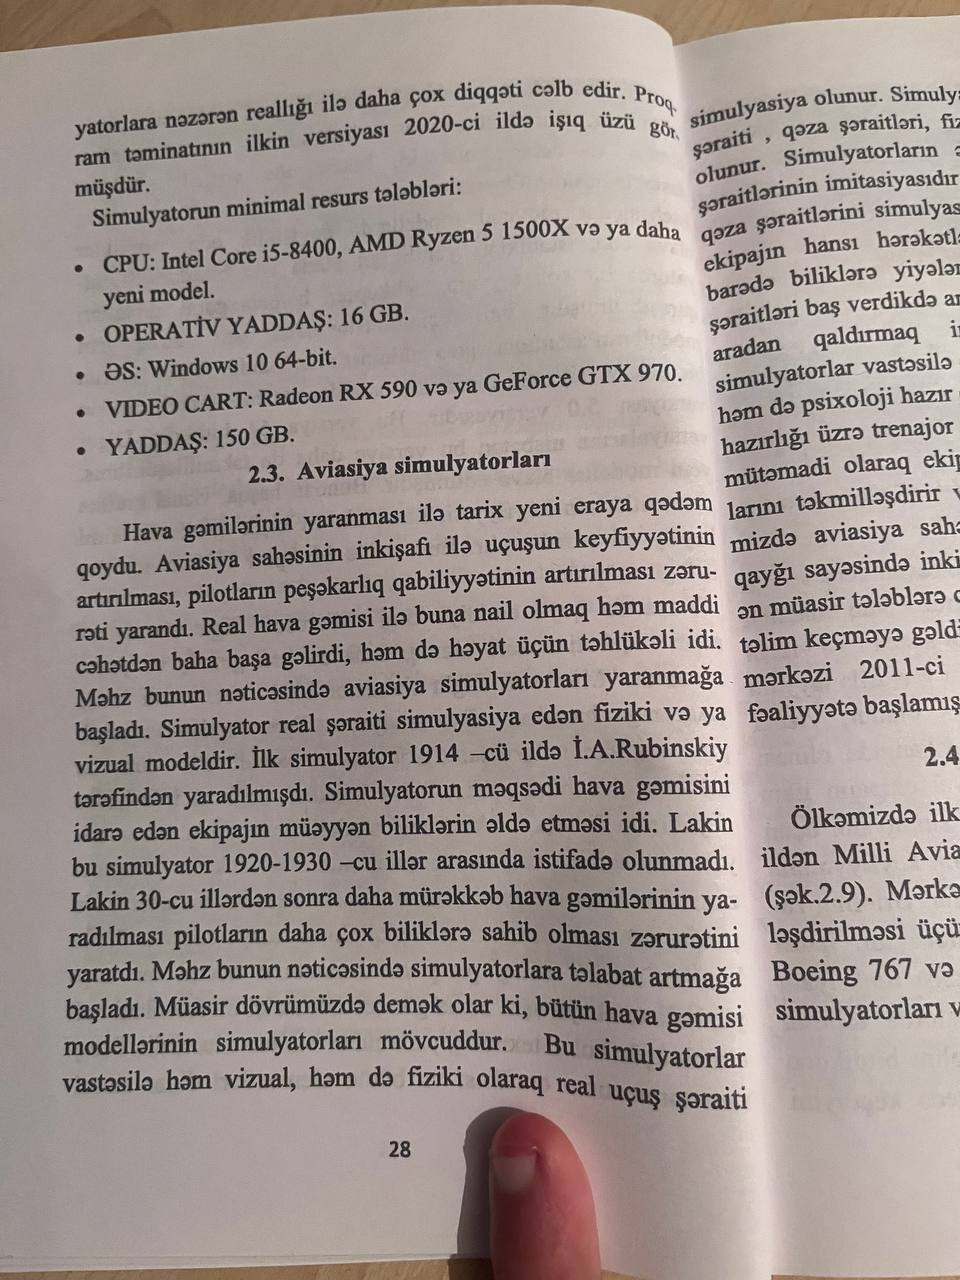 yatorlara nəzərən reallığı ilə daha çox diqqəti cəlb edir. Proq-
ram təminatının ilkin versiyası 2020-ci ildə işıq üzü gör-
müşdür.
Simulyatorun minimal resurs tələbləri:
• CPU: Intel Core i5-8400, AMD Ryzen 5 1500X və ya daha
yeni model.
• OPERATİV YADDAŞ: 16 GB.
• ƏS: Windows 10 64-bit.
• VIDEO CART: Radeon RX 590 və ya GeForce GTX 970.
• YADDAŞ: 150 GB.
2.3. Aviasiya simulyatorları
Hava gəmilərinin yaranması ilə tarix yeni eraya qədəm
qoydu. Aviasiya sahəsinin inkişafı ilə uçuşun keyfiyyətinin
artırılması, pilotların peşəkarlıq qabiliyyətinin artırılması zəru-
rəti yarandı. Real hava gəmisi ilə buna nail olmaq həm maddi
cəhətdən baha başa gəlirdi, həm də həyat üçün təhlükəli idi.
Məhz bunun nəticəsində aviasiya simulyatorları yaranmağa
başladı. Simulyator real şəraiti simulyasiya edən fiziki və ya
vizual modeldir. İlk simulyator 1914 –cü ildə İ.A.Rubinskiy
tərəfindən yaradılmışdı. Simulyatorun məqsədi hava gəmisini
idarə edən ekipajın müəyyən biliklərin əldə etməsi idi. Lakin
bu simulyator 1920-1930 –cu illər arasında istifadə olunmadı.
Lakin 30-cu illərdən sonra daha mürəkkəb hava gəmilərinin ya-
radılması pilotların daha çox biliklərə sahib olması zərurətini
yaratdı. Məhz bunun nəticəsində simulyatorlara tələbat artmağa
başladı. Müasir dövrümüzdə demək olar ki, bütün hava gəmisi
modellərinin simulyatorları mövcuddur. Bu simulyatorlar
vastəsilə həm vizual, həm də fiziki olaraq real uçuş şəraiti
28
simulyasiya olunur.
şəraiti , qəza şəraitləri,
olunur. Simulyatorların
şəraitlərinin imitasiyasıdır
qəza şəraitlərini
ekipajın hansı
barədə biliklərə
şəraitləri baş verdikdə
aradan qaldırmaq
simulyatorlar vastəsilə
həm də psixoloji hazır
hazırlığı üzrə trenajor
mütəmadi olaraq
larını təkmilləşdirir
mizdə aviasiya
qayğı sayəsində
ən müasir tələblərə
təlim keçməyə
mərkəzi 2011-ci
fəaliyyətə
2.4
Ölkəmizdə ilk
ildən Milli
(şək.2.9).
ləşdirilməsi
Boeing 767 və
simulyatorları